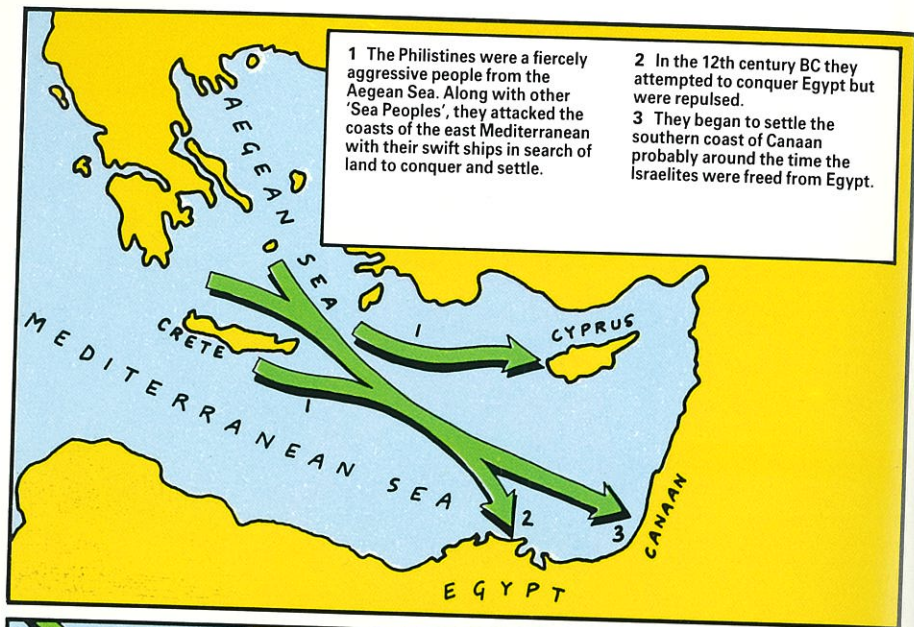 1 The Philistines were a fiercely
aggressive people from the
Aegean Sea. Along with other
'Sea Peoples', they attacked the
coasts of the east Mediterranean
with their swift ships in search of
land to conquer and settle.
2 In the 12th century BC they
attempted to conquer Egypt but
were repulsed.
3 They began to settle the
southern coast of Canaan
probably around the time the
Israelites were freed from Egypt.
AEGEAN SEA
CRETE
1
CYPRUS
1
MEDITERRANEAN SEA
2
3
CANAAN
EGYPT